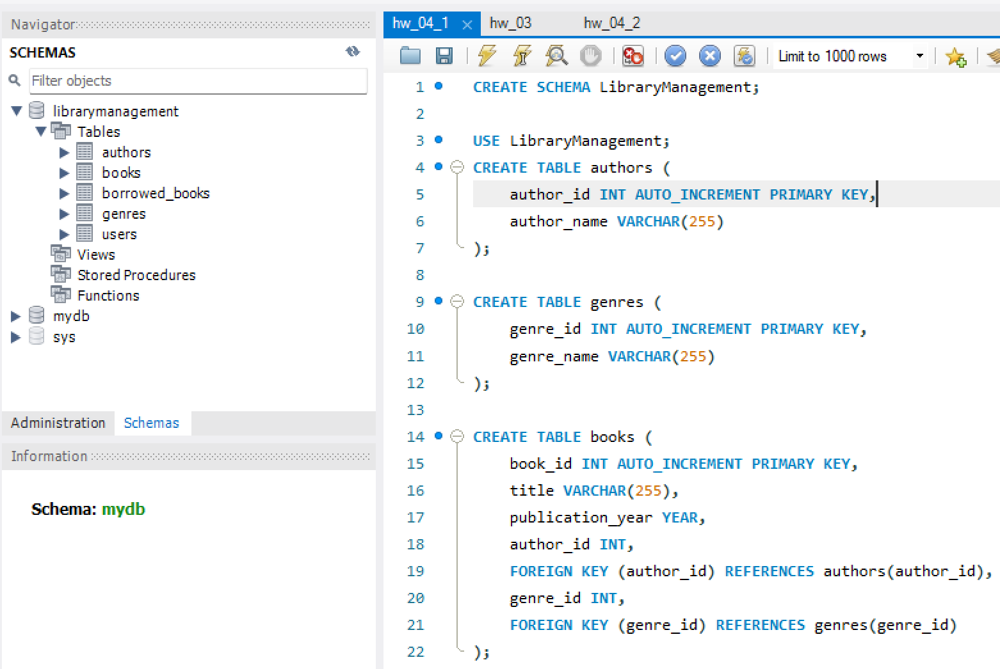 Navigator
SCHEMAS
Filter objects
librarymanagement
Tables
authors
books
borrowed_books
genres
users
Views
Stored Procedures
Functions
mydb
sys
Administration Schemas
Information
Schema: mydb
hw_04_1 hw_03 hw_04_2
Limit to 1000 rows
1 CREATE SCHEMA LibraryManagement;
2
3 USE LibraryManagement;
4 CREATE TABLE authors (
5 author_id INT AUTO_INCREMENT PRIMARY KEY,
6 author_name VARCHAR(255)
7 );
8
9 CREATE TABLE genres (
10 genre_id INT AUTO_INCREMENT PRIMARY KEY,
11 genre_name VARCHAR(255)
12 );
13
14 CREATE TABLE books (
15 book_id INT AUTO_INCREMENT PRIMARY KEY,
16 title VARCHAR(255),
17 publication_year YEAR,
18 author_id INT,
19 FOREIGN KEY (author_id) REFERENCES authors(author_id),
20 genre_id INT,
21 FOREIGN KEY (genre_id) REFERENCES genres(genre_id)
22 );